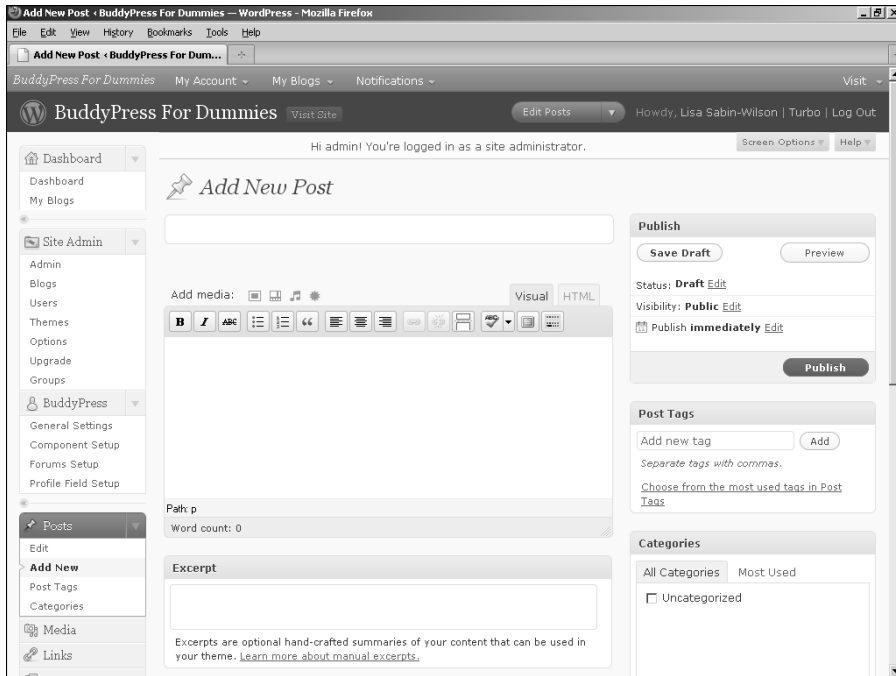 Add New Post ‹ BuddyPress For Dummies — WordPress - Mozilla Firefox
File Edit View History Bookmarks Tools Help
Add New Post ‹ BuddyPress For Dum...
BuddyPress For Dummies My Account My Blogs Notifications Visit
BuddyPress For Dummies Visit Site Edit Posts Howdy, Lisa Sabin-Wilson | Turbo | Log Out
Hi admin! You're logged in as a site administrator. Screen Options Help
Dashboard
Dashboard
My Blogs
Site Admin
Admin
Blogs
Users
Themes
Options
Upgrade
Groups
BuddyPress
General Settings
Component Setup
Forums Setup
Profile Field Setup
Posts
Edit
Add New
Post Tags
Categories
Media
Links
Add New Post
Add media: Visual HTML
B I ABC ABC
Path: p
Word count: 0
Excerpt
Excerpts are optional hand-crafted summaries of your content that can be used in
your theme. Learn more about manual excerpts.
Publish
Save Draft Preview
Status: Draft Edit
Visibility: Public Edit
Publish immediately Edit
Publish
Post Tags
Add new tag Add
Separate tags with commas.
Choose from the most used tags in Post
Tags
Categories
All Categories Most Used
Uncategorized